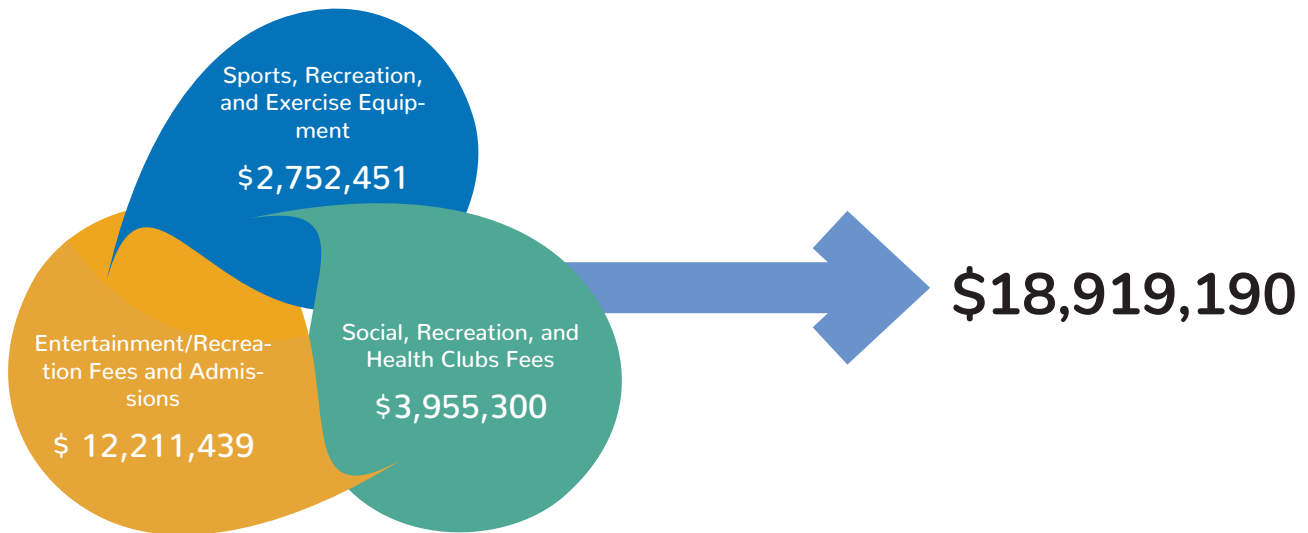 Sports, Recreation,
and Exercise Equip-
ment
$2,752,451
Entertainment/Recrea-
tion Fees and Admis-
sions
$ 12,211,439
Social, Recreation, and
Health Clubs Fees
$3,955,300
$18,919,190